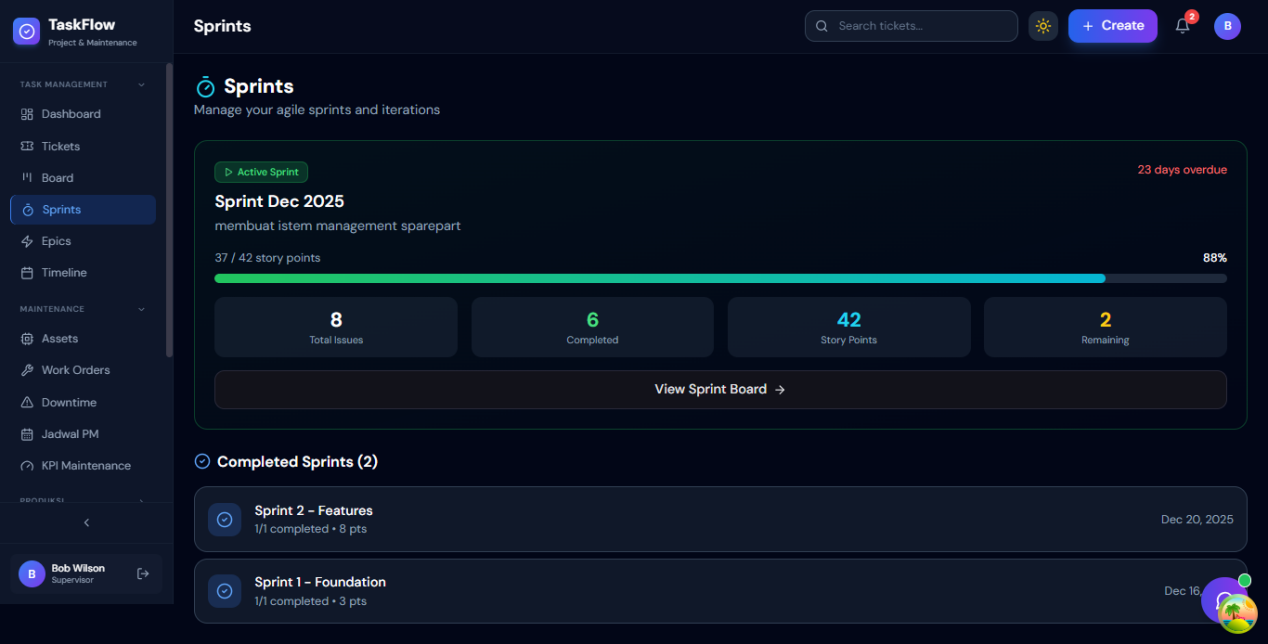 TaskFlow
Project & Maintenance
Sprints
Search tickets...
+ Create
2
B
TASK MANAGEMENT
Dashboard
Tickets
Board
Sprints
Epics
Timeline
MAINTENANCE
Assets
Work Orders
Downtime
Jadwal PM
KPI Maintenance
PRODUKSI
B
Bob Wilson
Supervisor
Sprints
Manage your agile sprints and iterations
Active Sprint
23 days overdue
Sprint Dec 2025
membuat istem management sparepart
37 / 42 story points
88%
8
Total Issues
6
Completed
42
Story Points
2
Remaining
View Sprint Board →
Completed Sprints (2)
Sprint 2 - Features
1/1 completed • 8 pts
Dec 20, 2025
Sprint 1 - Foundation
1/1 completed • 3 pts
Dec 16,